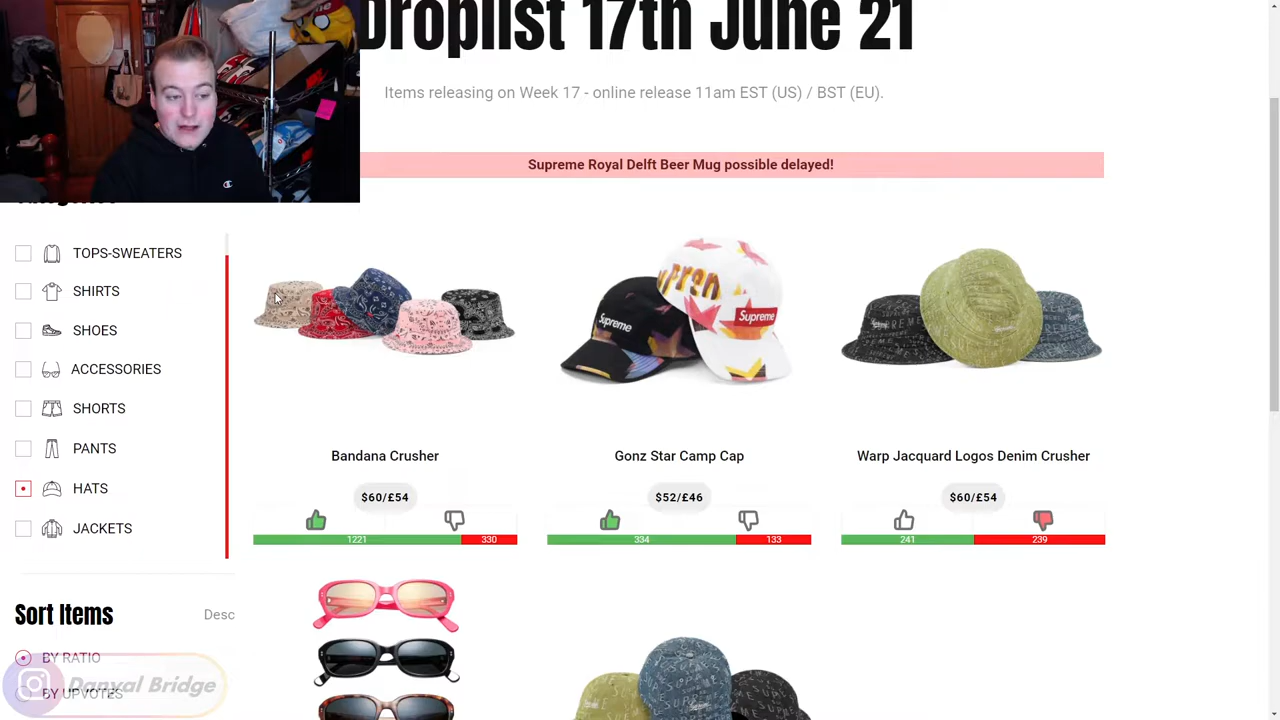 Droplist 17th June 21
Items releasing on Week 17 - online release 11am EST (US) / BST (EU).
Supreme Royal Delft Beer Mug possible delayed!
TOPS-SWEATERS
SHIRTS
SHOES
ACCESSORIES
SHORTS
PANTS
HATS
JACKETS
Supreme
Supreme
Bandana Crusher
Gonz Star Camp Cap
Warp Jacquard Logos Denim Crusher
$60/£54
$52/£46
$60/£54
1221 330
334 133
241 239
Sort Items Desc
BY RATIO
BY UPVOTES
Danyal Bridge